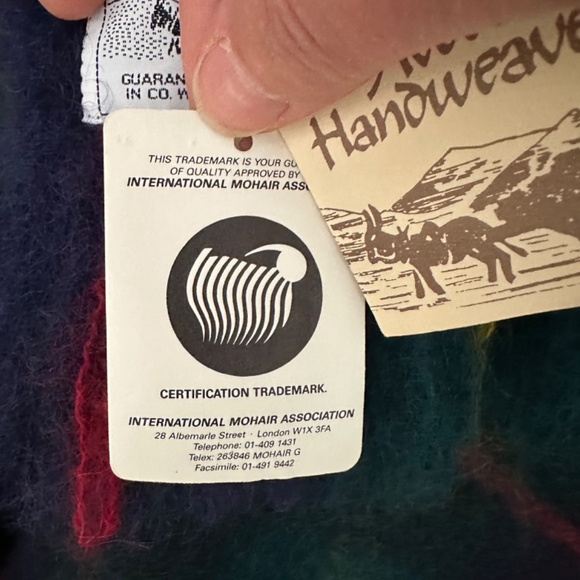 GUARAN
IN CO. W
Handweave
THIS TRADEMARK IS YOUR GU
OF QUALITY APPROVED BY
INTERNATIONAL MOHAIR ASSO
CERTIFICATION TRADEMARK.
INTERNATIONAL MOHAIR ASSOCIATION
28 Albemarle Street · London W1X 3FA
Telephone: 01-409 1431
Telex: 263846 MOHAIR G
Facsimile: 01-491 9442